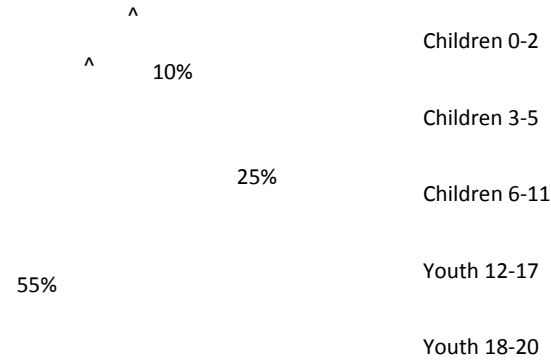 ^
^
10%
25%
55%
Children 0-2
Children 3-5
Children 6-11
Youth 12-17
Youth 18-20